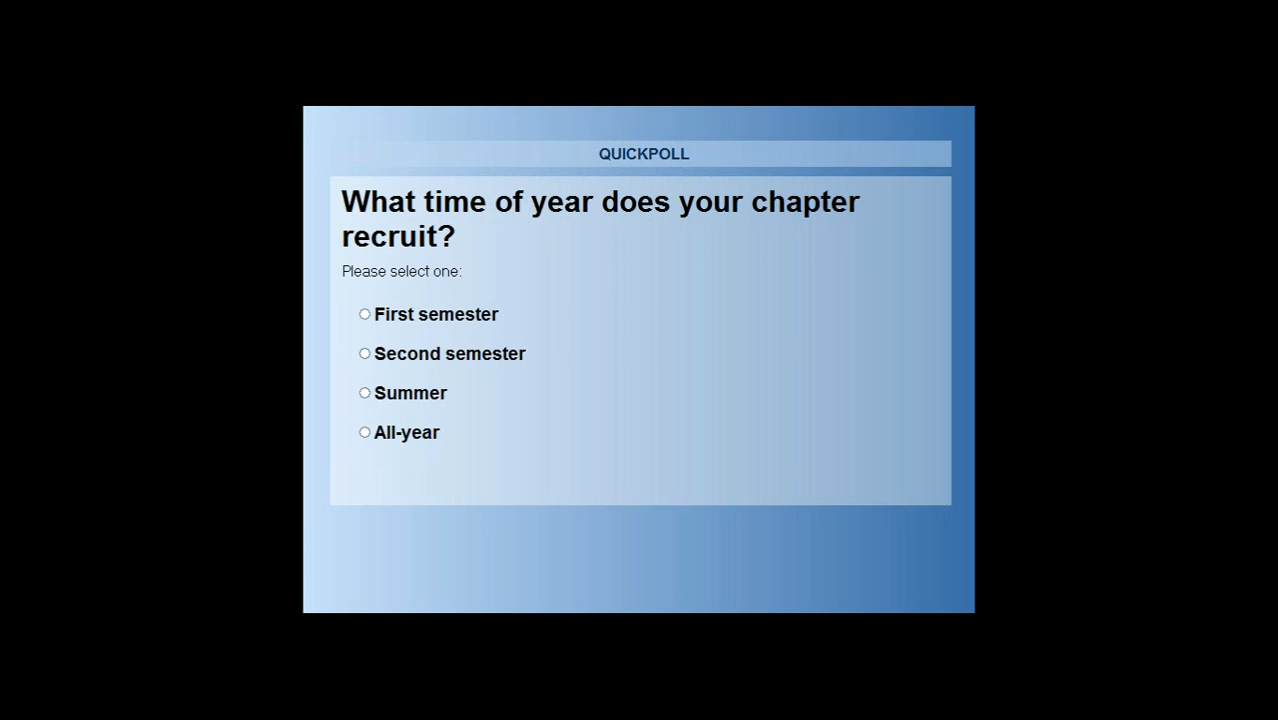 QUICKPOLL
What time of year does your chapter
recruit?
Please select one:
First semester
Second semester
Summer
All-year